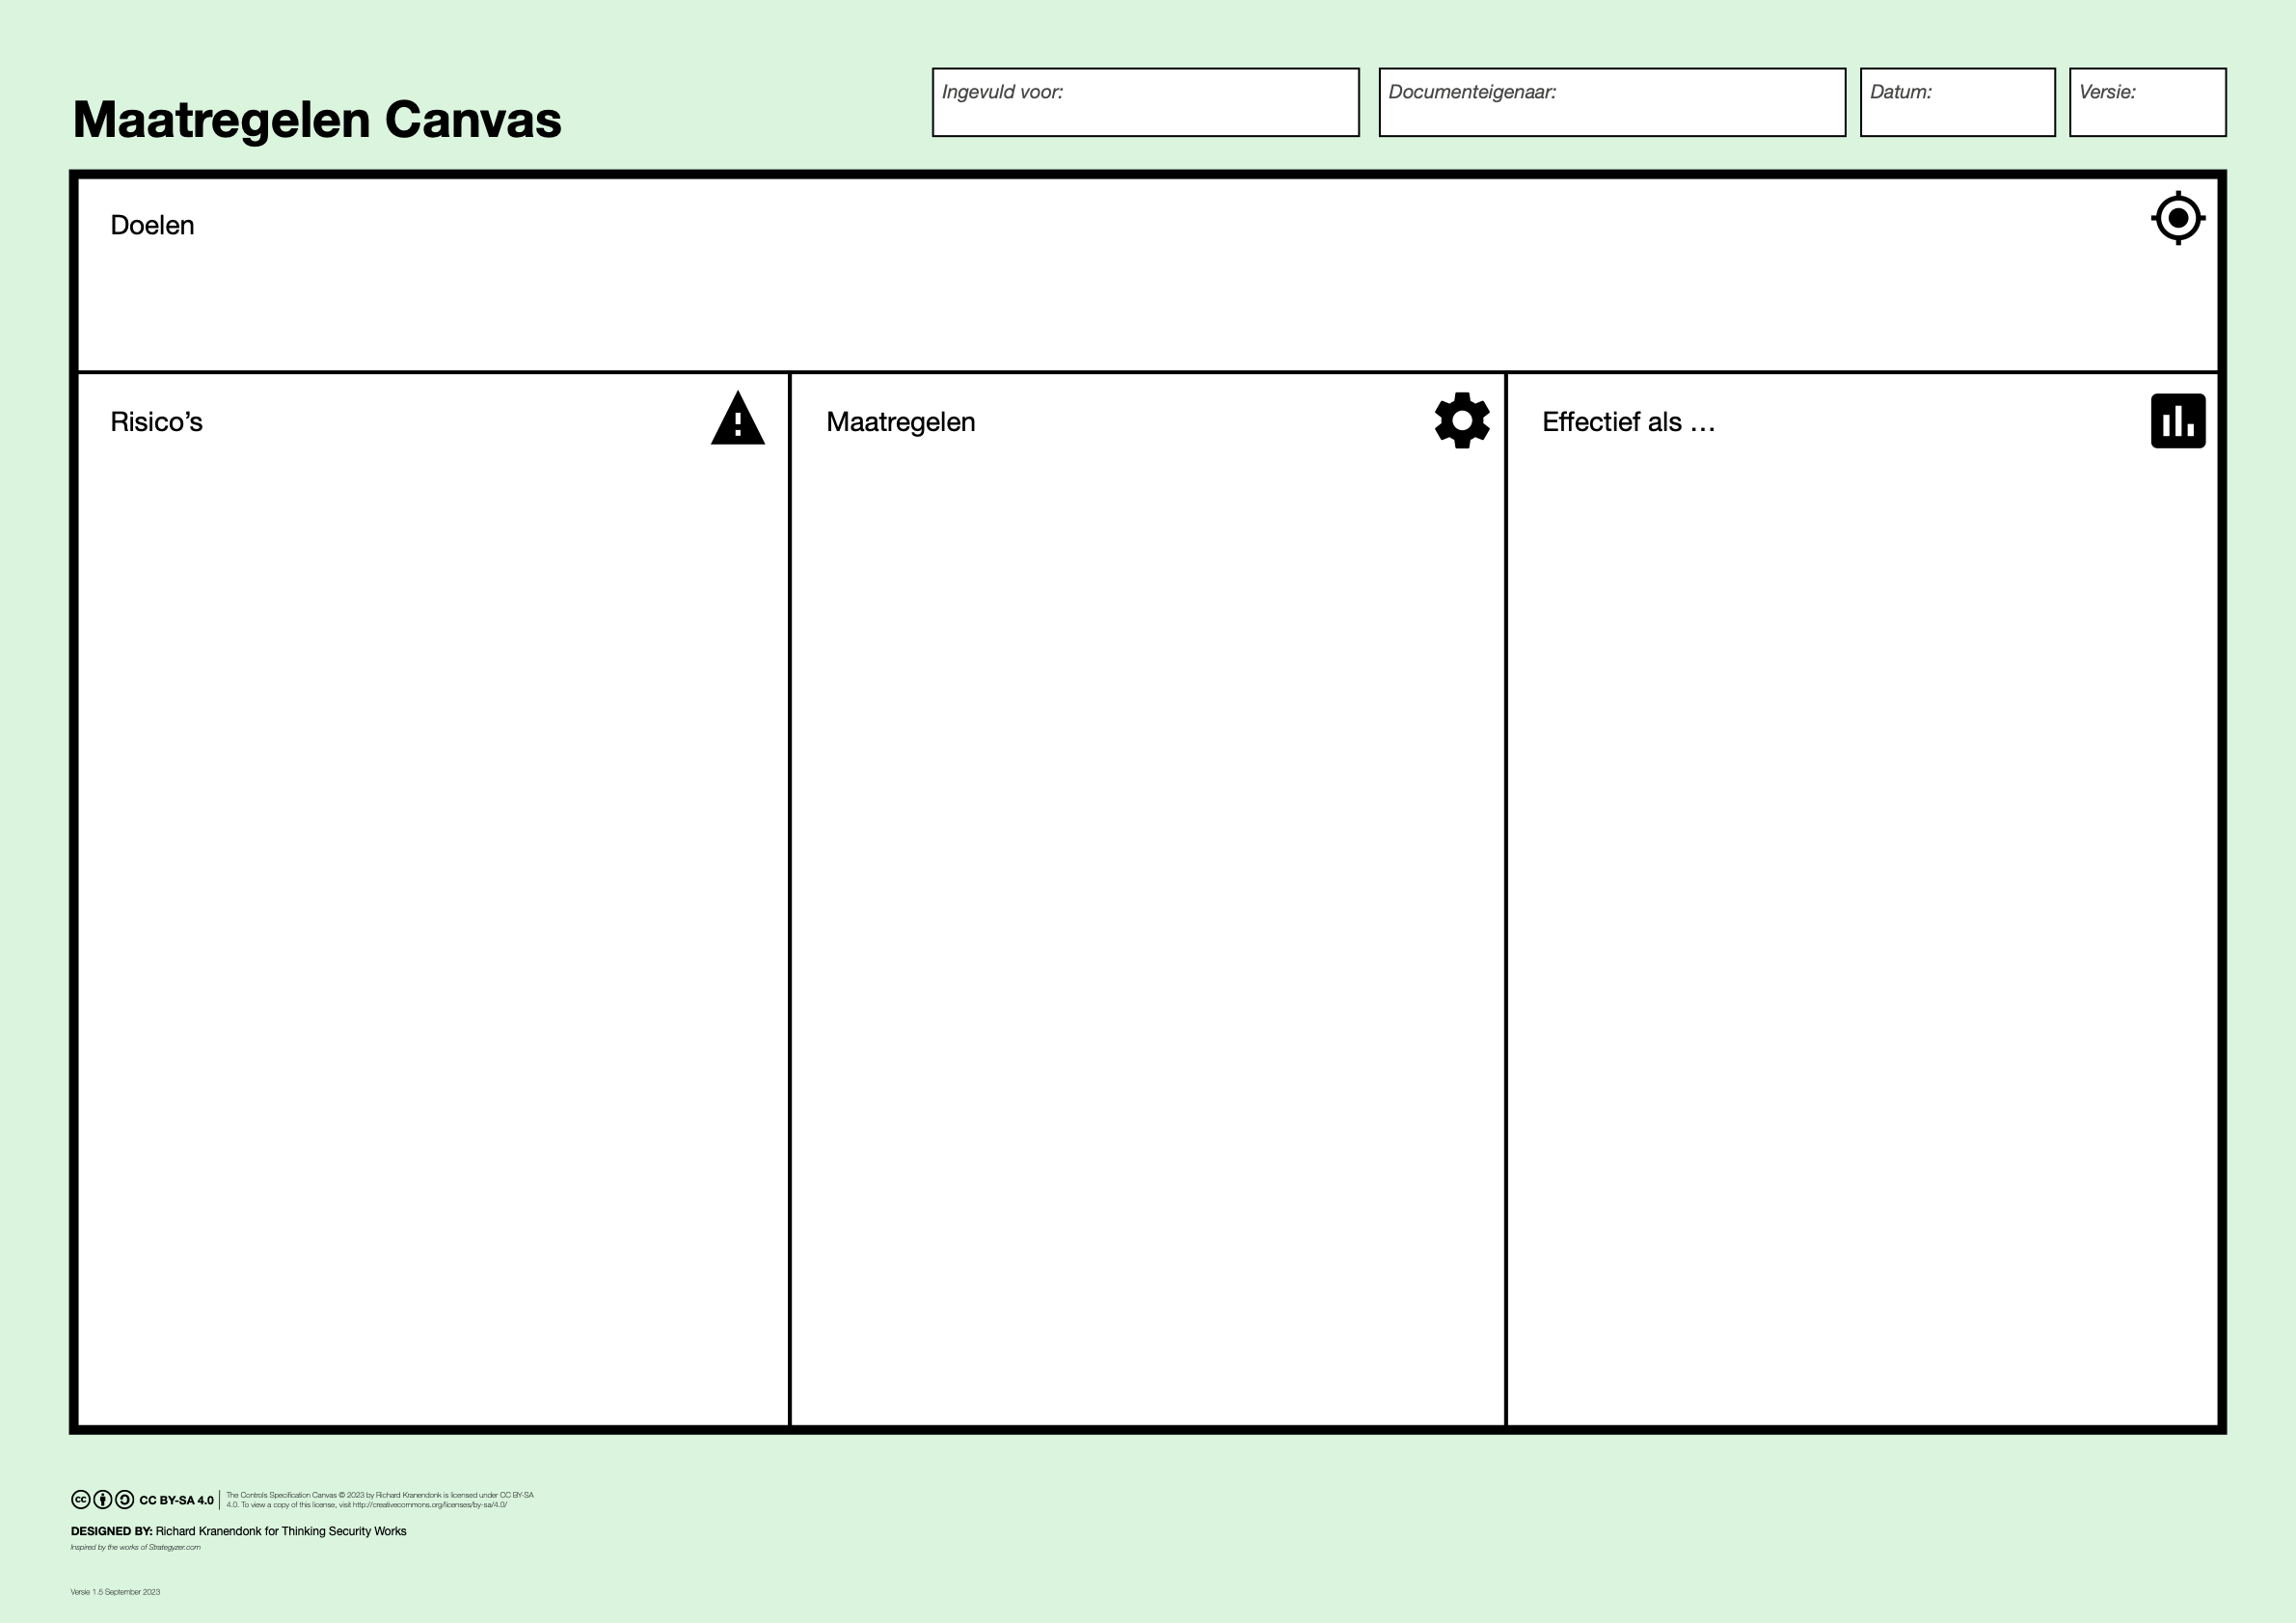 Maatregelen Canvas
Ingevuld voor:
Documenteigenaar:
Datum:
Versie:
Doelen
Risico’s
Maatregelen
Effectief als …
CC BY-SA 4.0
The Controls Specification Canvas © 2023 by Richard Kranendonk is licensed under CC BY-SA
4.0. To view a copy of this license, visit http://creativecommons.org/licenses/by-sa/4.0/
DESIGNED BY: Richard Kranendonk for Thinking Security Works
Inspired by the works of Strategyzer.com
Versie 1.5 September 2023